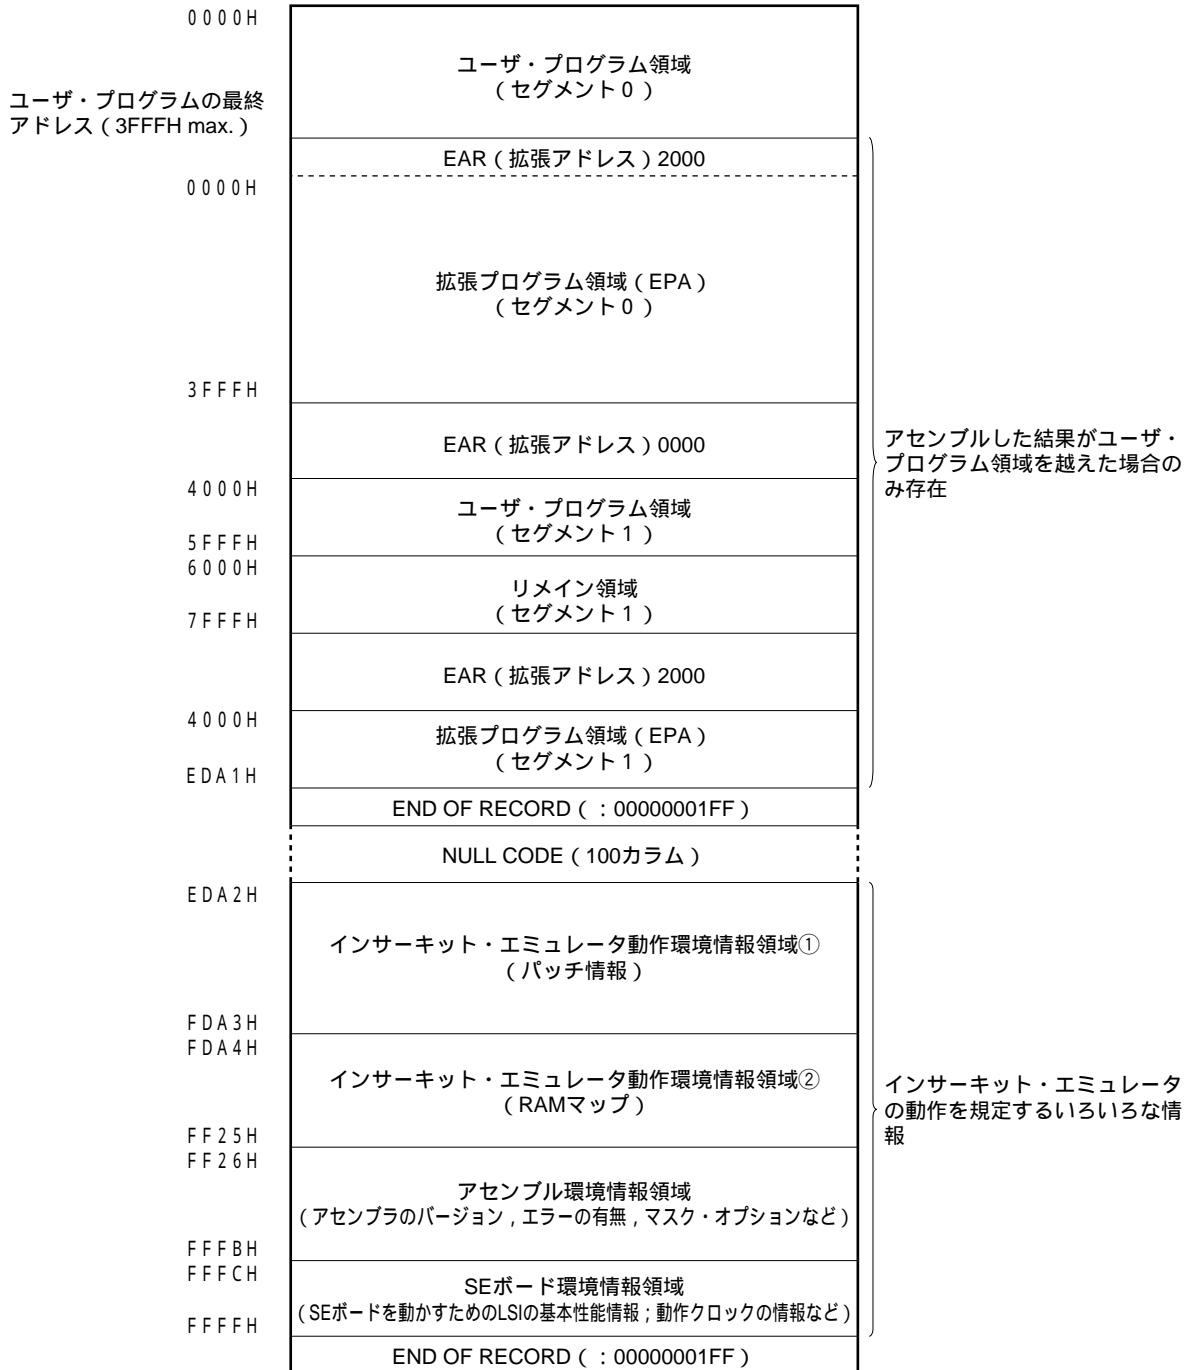 0000H
ユーザ・プログラム領域
（セグメント０）
ユーザ・プログラムの最終
アドレス（3FFFH max.）
EAR（拡張アドレス）2000
0000H
拡張プログラム領域（EPA）
（セグメント０）
3FFFH
EAR（拡張アドレス）0000
アセンブルした結果がユーザ・
プログラム領域を越えた場合の
み存在
4000H
ユーザ・プログラム領域
（セグメント１）
5FFFH
6000H
リメイン領域
（セグメント１）
7FFFH
EAR（拡張アドレス）2000
4000H
拡張プログラム領域（EPA）
（セグメント１）
EDA1H
END OF RECORD（：00000001FF）
NULL CODE（100カラム）
EDA2H
インサーキット・エミュレータ動作環境情報領域①
（パッチ情報）
FDA3H
FDA4H
インサーキット・エミュレータ動作環境情報領域②
（RAMマップ）
インサーキット・エミュレータ
の動作を規定するいろいろな情
報
FF25H
FF26H
アセンブル環境情報領域
（アセンブラのバージョン，エラーの有無，マスク・オプションなど）
FFFBH
FFFCH
SEボード環境情報領域
（SEボードを動かすためのLSIの基本性能情報；動作クロックの情報など）
FFFFH
END OF RECORD（：00000001FF）